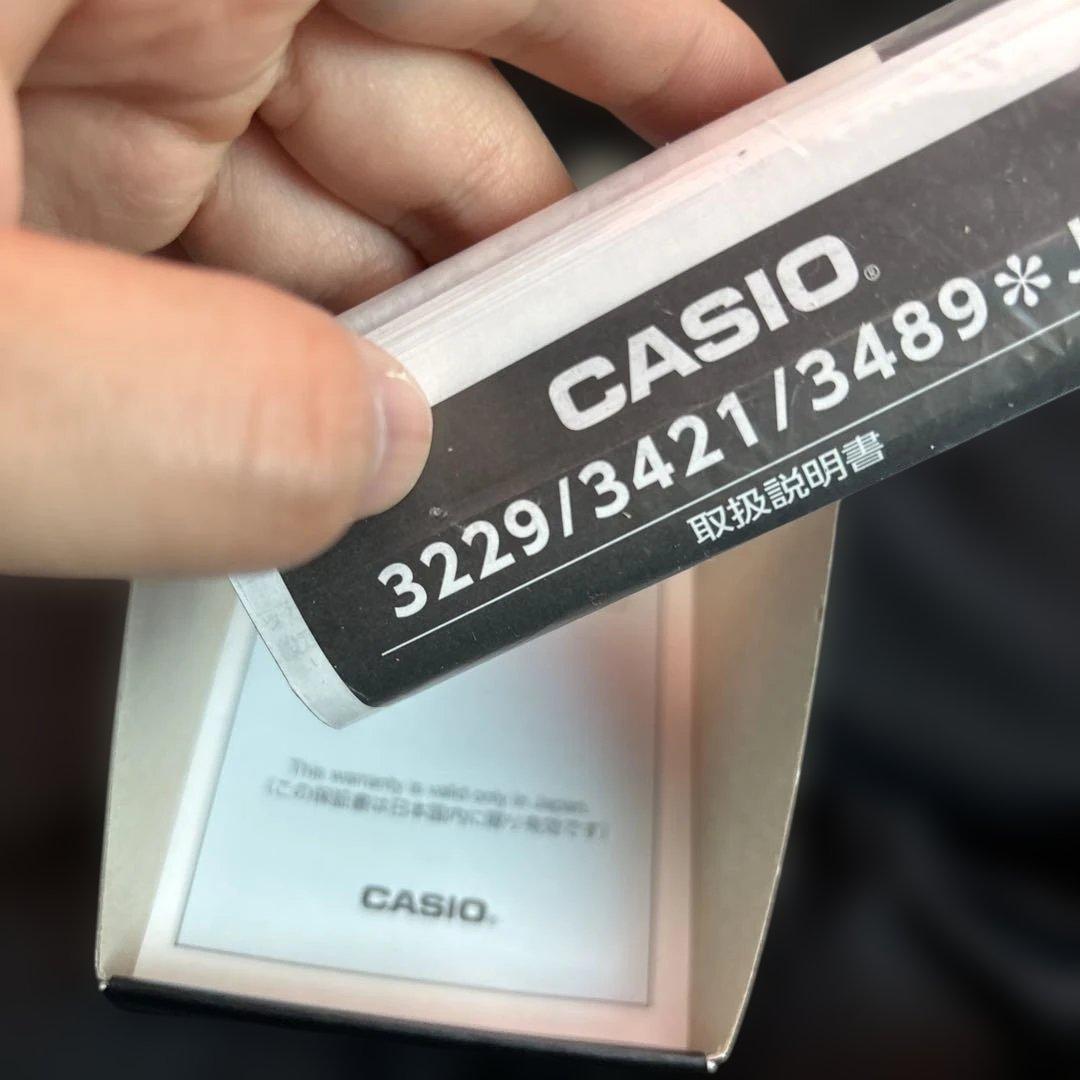 CASIO®
3229/3421/3489*J
取扱説明書
This warranty is valid only in Japan.
(この保証書は日本国内に限り有効です)
CASIO®